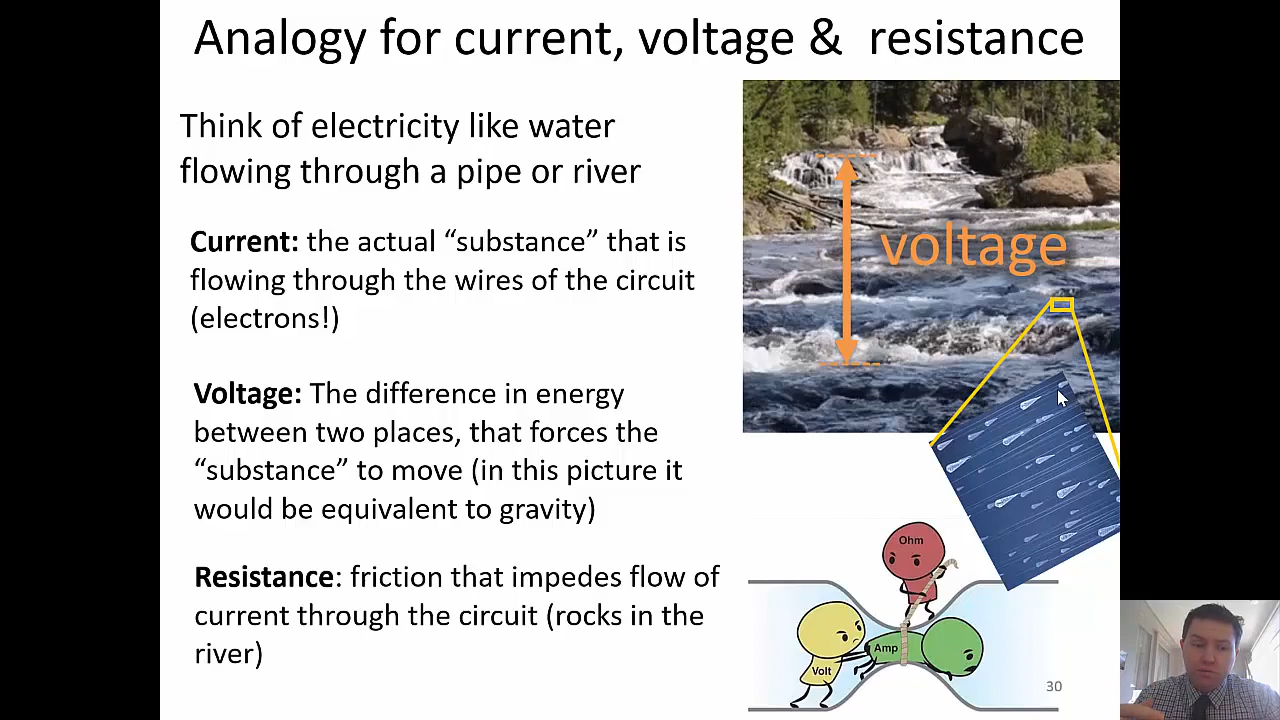 Analogy for current, voltage &  resistance
Think of electricity like water
flowing through a pipe or river
Current: the actual “substance” that is
flowing through the wires of the circuit
(electrons!)
Voltage: The difference in energy
between two places, that forces the
“substance” to move (in this picture it
would be equivalent to gravity)
Resistance: friction that impedes flow of
current through the circuit (rocks in the
river)
voltage
Ohm
Amp
Volt
30